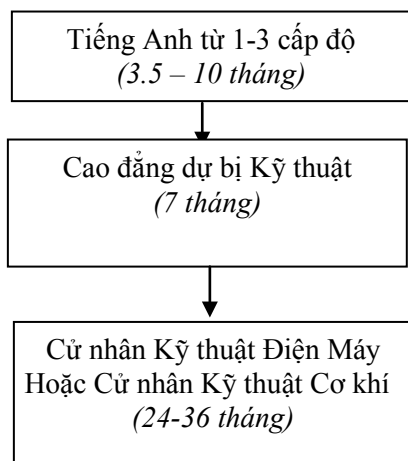 Tiếng Anh từ 1-3 cấp độ
(3.5 – 10 tháng)
Cao đẳng dự bị Kỹ thuật
(7 tháng)
Cử nhân Kỹ thuật Điện Máy
Hoặc Cử nhân Kỹ thuật Cơ khí
(24-36 tháng)